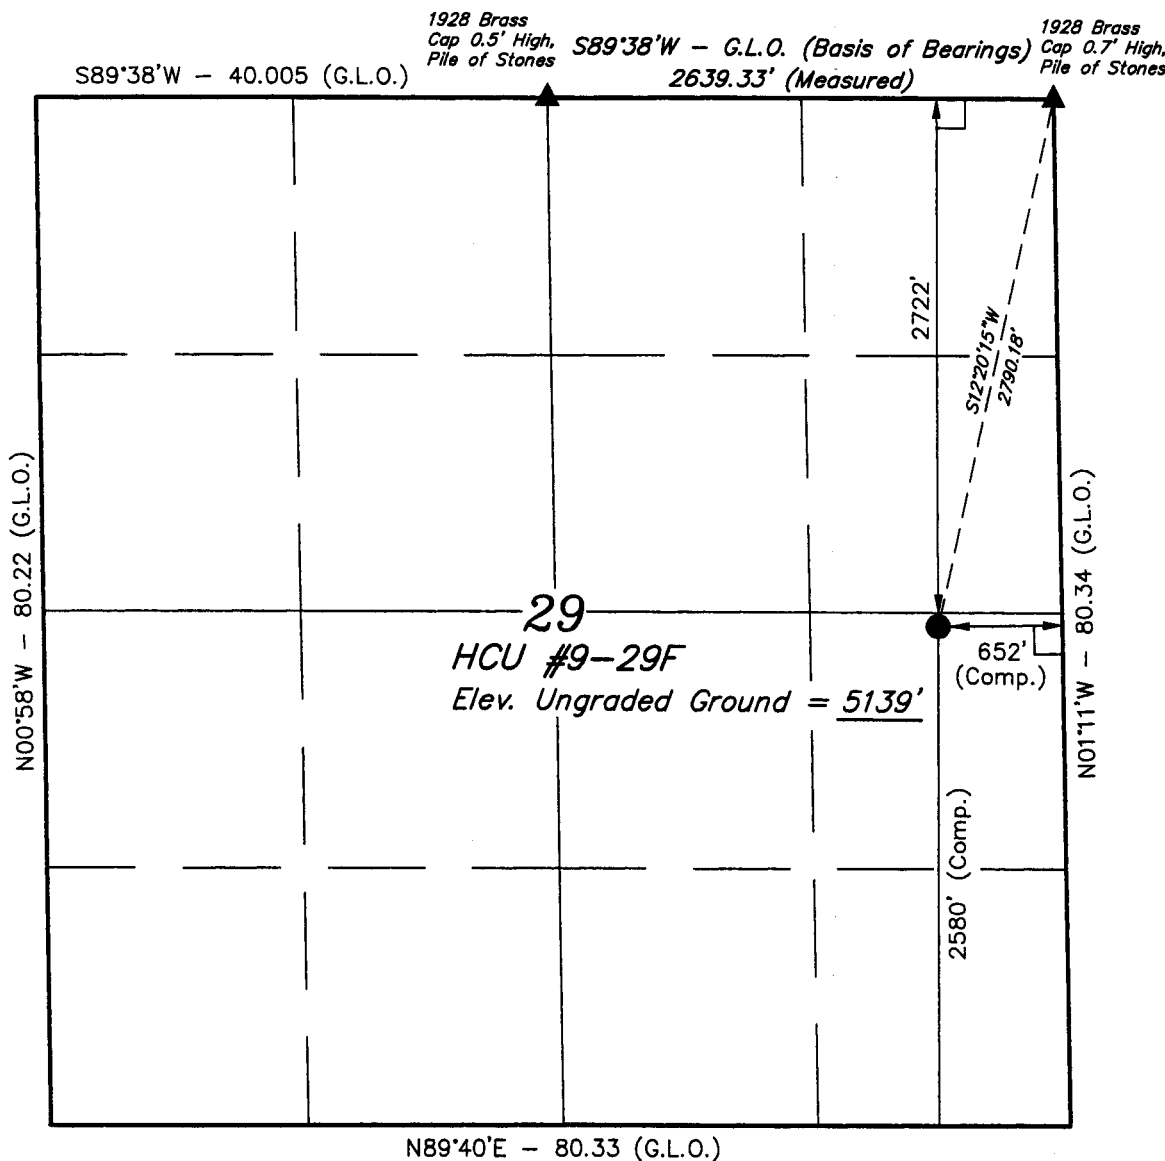 1928 Brass
Cap 0.5' High,
Pile of Stones
S89°38'W – G.L.O. (Basis of Bearings)
2639.33' (Measured)
1928 Brass
Cap 0.7' High,
Pile of Stones
S89°38'W – 40.005 (G.L.O.)
2722'
S12°20'15"W
2790.18'
N00°58'W – 80.22 (G.L.O.)
N01°11'W – 80.34 (G.L.O.)
29
HCU #9–29F
Elev. Ungraded Ground = 5139'
652'
(Comp.)
2580' (Comp.)
N89°40'E – 80.33 (G.L.O.)